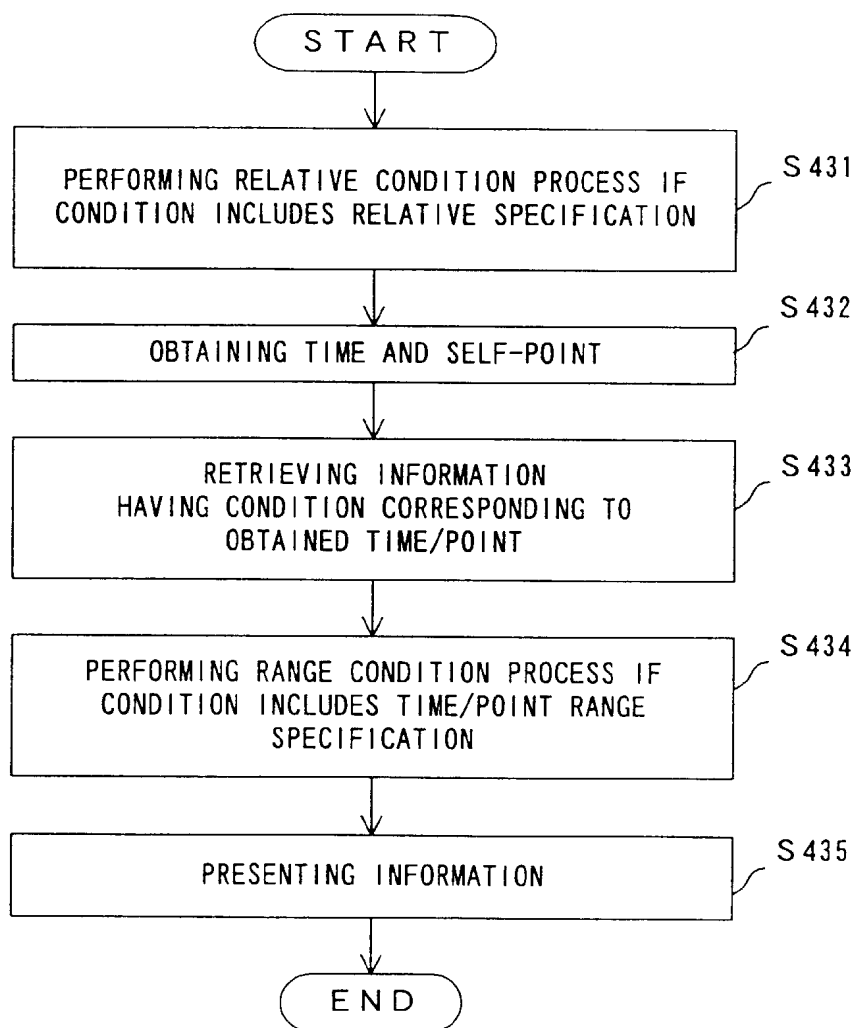 START
PERFORMING RELATIVE CONDITION PROCESS IF
CONDITION INCLUDES RELATIVE SPECIFICATION
S431
OBTAINING TIME AND SELF-POINT
S432
RETRIEVING INFORMATION
HAVING CONDITION CORRESPONDING TO
OBTAINED TIME/POINT
S433
PERFORMING RANGE CONDITION PROCESS IF
CONDITION INCLUDES TIME/POINT RANGE
SPECIFICATION
S434
PRESENTING INFORMATION
S435
END